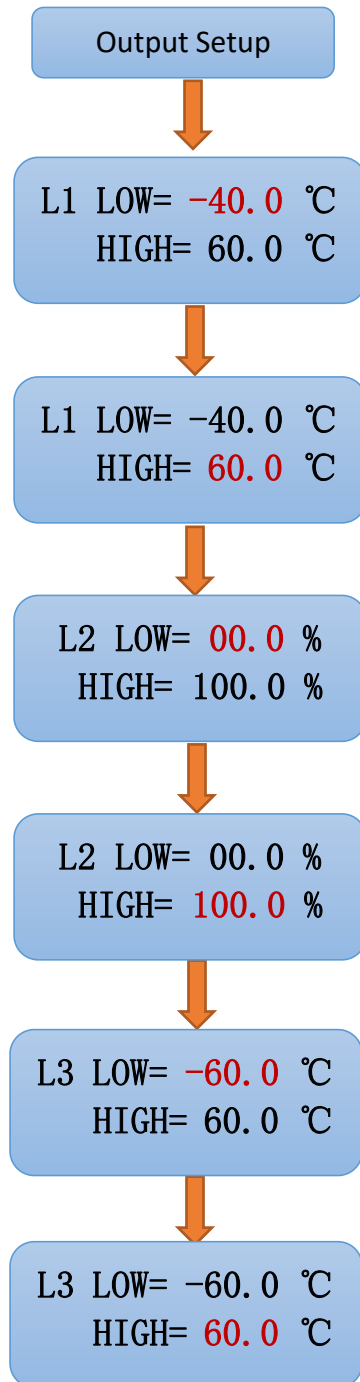 Output Setup
L1 LOW= -40.0 ℃
HIGH= 60.0 ℃
L1 LOW= -40.0 ℃
HIGH= 60.0 ℃
L2 LOW= 00.0 %
HIGH= 100.0 %
L2 LOW= 00.0 %
HIGH= 100.0 %
L3 LOW= -60.0 ℃
HIGH= 60.0 ℃
L3 LOW= -60.0 ℃
HIGH= 60.0 ℃